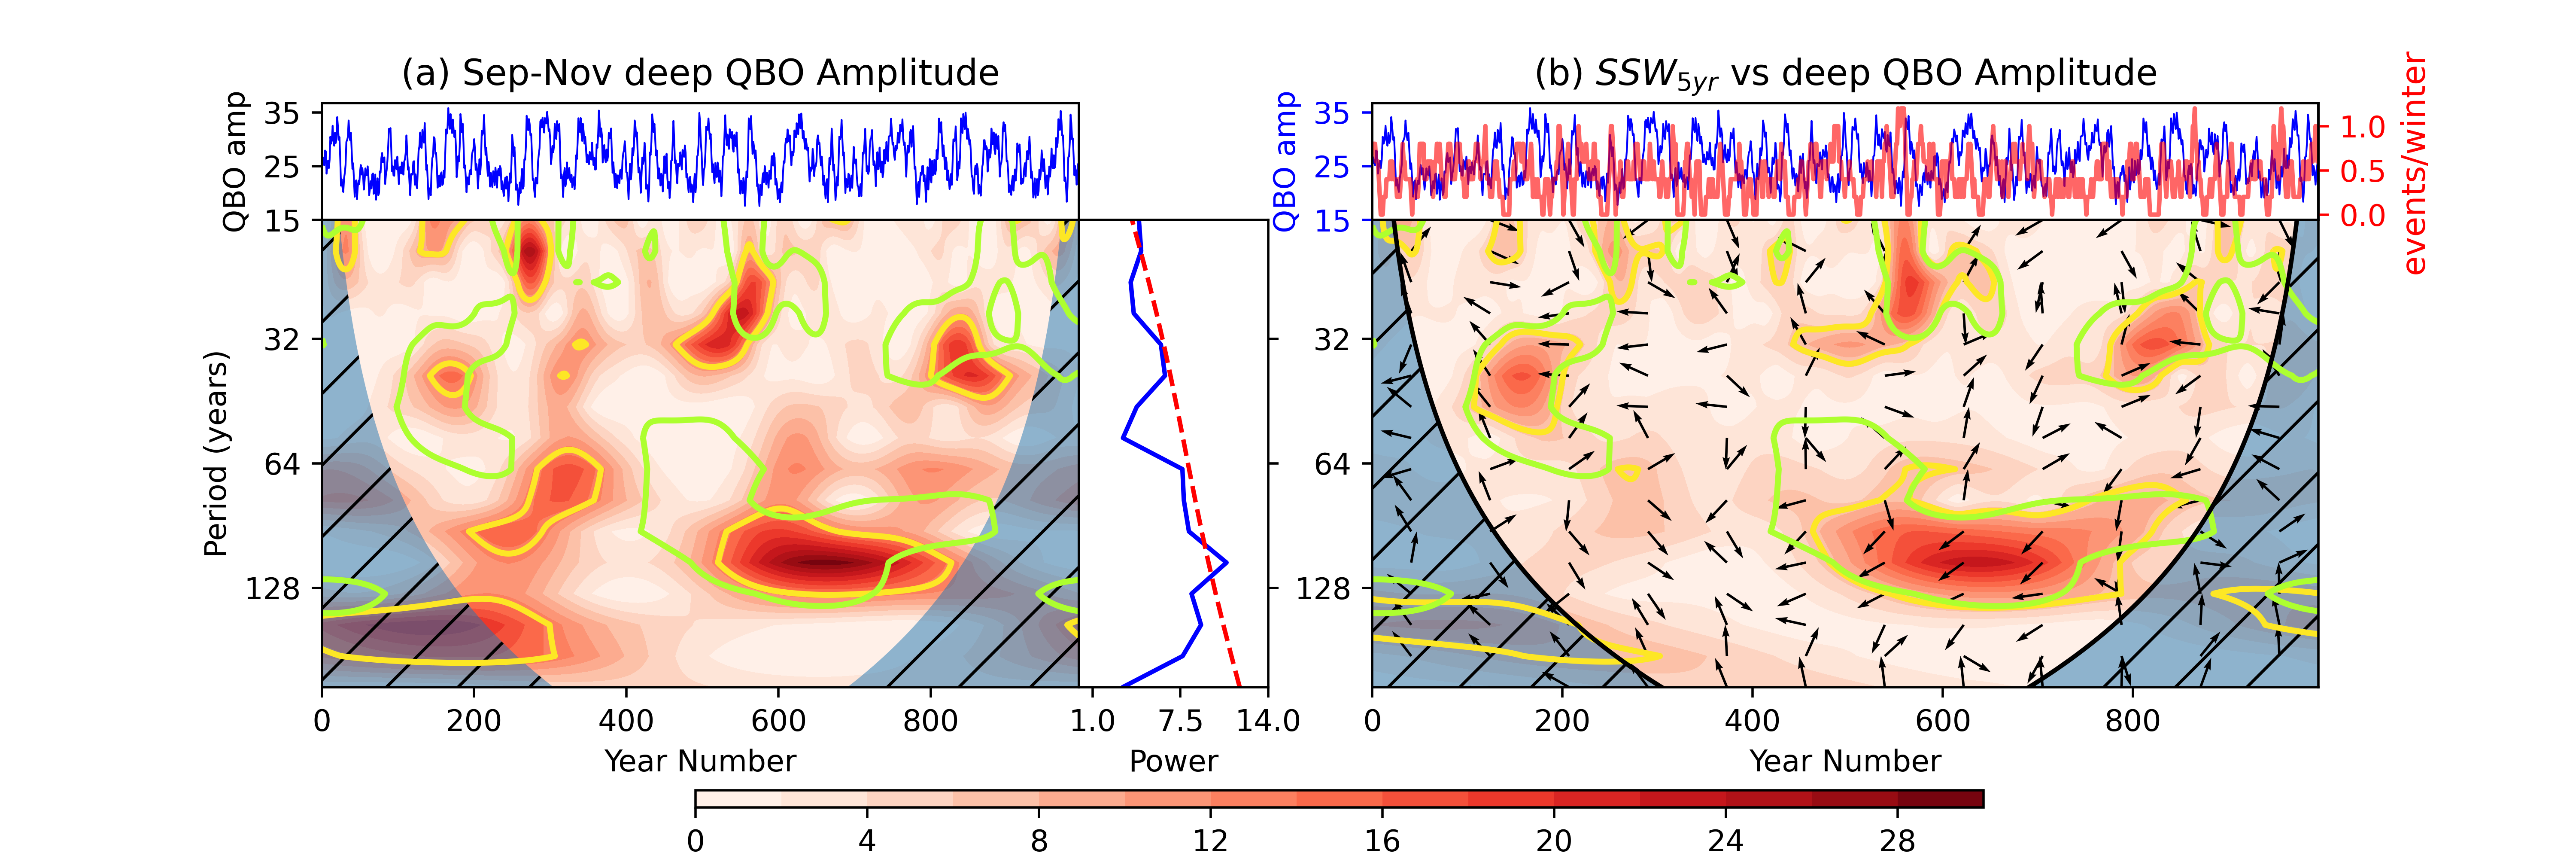 (a) Sep-Nov deep QBO Amplitude
(b) SSW5yr vs deep QBO Amplitude
QBO amp
35
25
15
QBO amp
35
25
15
1.0
0.5
0.0
events/winter
Period (years)
32
64
128
32
64
128
0 200 400 600 800
1.0 7.5 14.0
0 200 400 600 800
Year Number
Power
Year Number
0 4 8 12 16 20 24 28